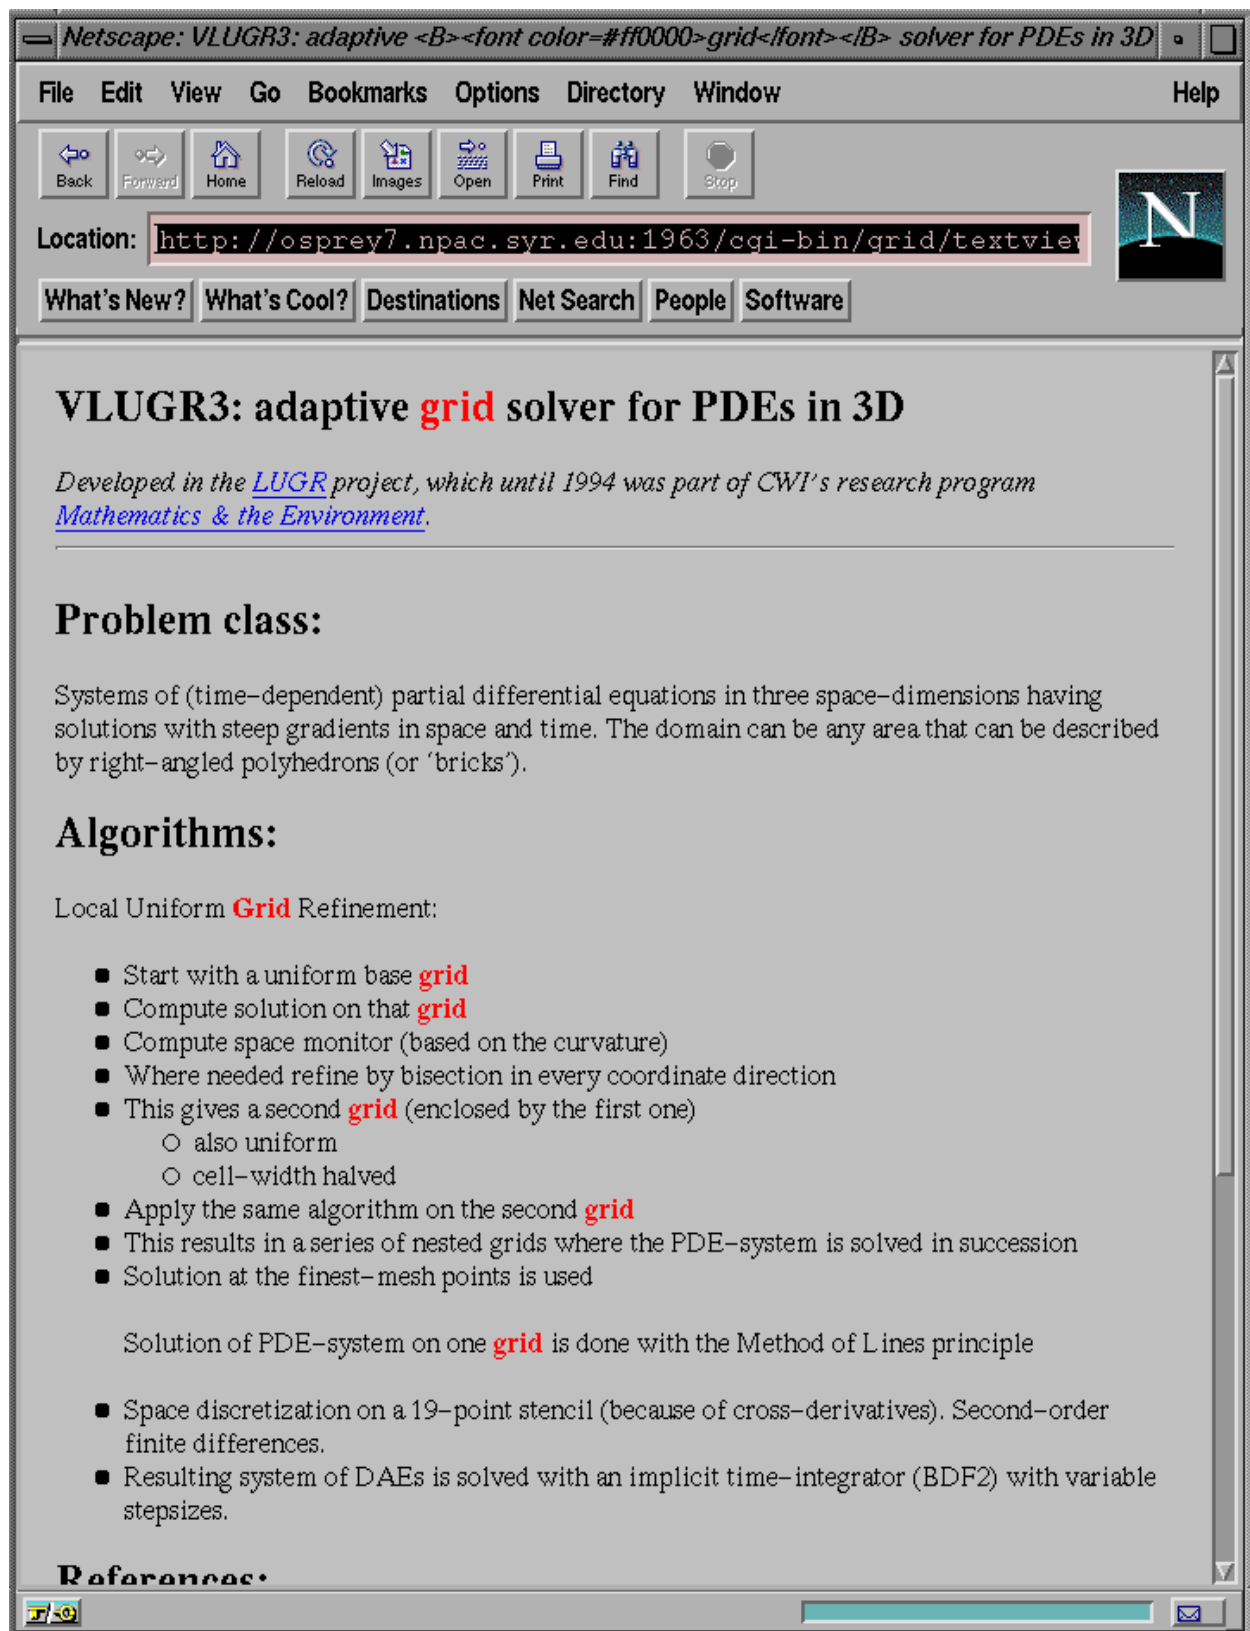 Netscape: VLUGR3: adaptive <B><font color=#ff0000>grid</font></B> solver for PDEs in 3D
File Edit View Go Bookmarks Options Directory Window Help
Back Forward Home Reload Images Open Print Find Stop
N
Location: http://osprey7.npac.syr.edu:1963/cgi-bin/grid/textview
What's New? What's Cool? Destinations Net Search People Software
VLUGR3: adaptive grid solver for PDEs in 3D
Developed in the LUGR project, which until 1994 was part of CWI's research program
Mathematics & the Environment.
Problem class:
Systems of (time-dependent) partial differential equations in three space-dimensions having
solutions with steep gradients in space and time. The domain can be any area that can be described
by right-angled polyhedrons (or 'bricks').
Algorithms:
Local Uniform Grid Refinement:
Start with a uniform base grid
Compute solution on that grid
Compute space monitor (based on the curvature)
Where needed refine by bisection in every coordinate direction
This gives a second grid (enclosed by the first one)
also uniform
cell-width halved
Apply the same algorithm on the second grid
This results in a series of nested grids where the PDE-system is solved in succession
Solution at the finest-mesh points is used
Solution of PDE-system on one grid is done with the Method of Lines principle
Space discretization on a 19-point stencil (because of cross-derivatives). Second-order
finite differences.
Resulting system of DAEs is solved with an implicit time-integrator (BDF2) with variable
stepsizes.
References: